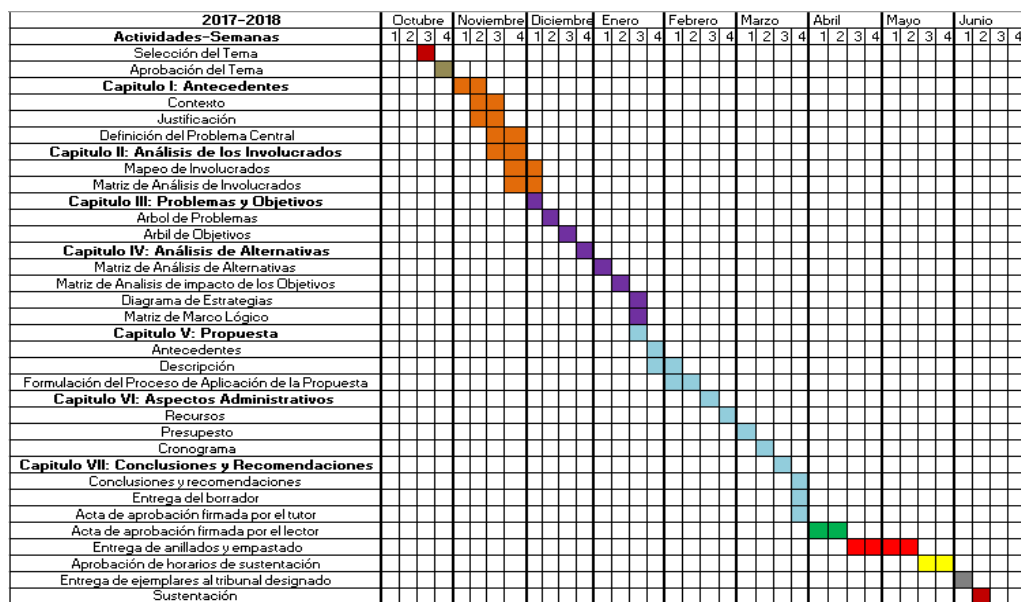 2017-2018 Octubre Noviembre Diciembre Enero Febrero Marzo Abril Mayo Junio
Actividades-Semanas 1 2 3 4 1 2 3 4 1 2 3 4 1 2 3 4 1 2 3 4 1 2 3 4 1 2 3 4 1 2 3 4 1 2 3 4
Selección del Tema
Aprobación del Tema
Capitulo I: Antecedentes
Contexto
Justificación
Definición del Problema Central
Capitulo II: Análisis de los Involucrados
Mapeo de Involucrados
Matriz de Análisis de Involucrados
Capitulo III: Problemas y Objetivos
Arbol de Problemas
Arbil de Objetivos
Capitulo IV: Análisis de Alternativas
Matriz de Análisis de Alternativas
Matriz de Analisis de impacto de los Objetivos
Diagrama de Estrategias
Matriz de Marco Lógico
Capitulo V: Propuesta
Antecedentes
Descripción
Formulación del Proceso de Aplicación de la Propuesta
Capitulo VI: Aspectos Administrativos
Recursos
Presupesto
Cronograma
Capitulo VII: Conclusiones y Recomendaciones
Conclusiones y recomendaciones
Entrega del borrador
Acta de aprobación firmada por el tutor
Acta de aprobación firmada por el lector
Entrega de anillados y empastado
Aprobación de horarios de sustentación
Entrega de ejemplares al tribunal designado
Sustentación